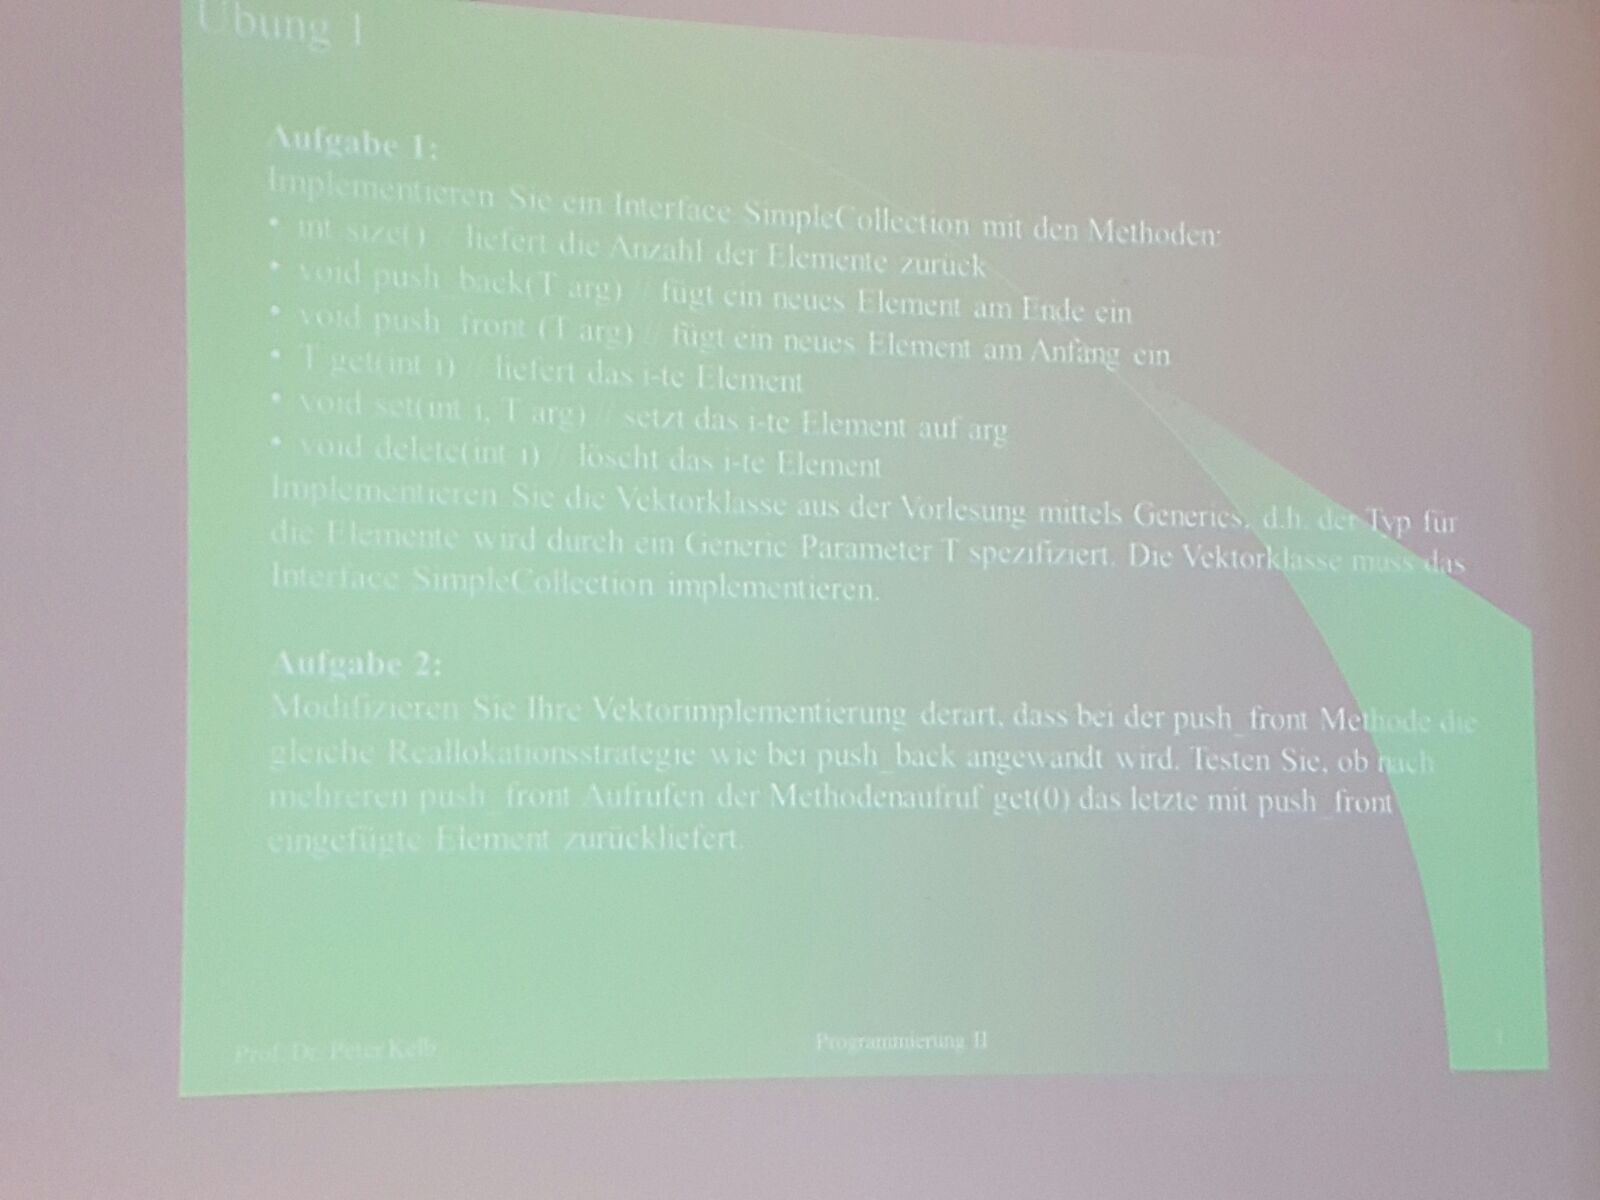 Übung 1
Aufgabe 1:
Implementieren Sie ein Interface SimpleCollection mit den Methoden:
• int size() // liefert die Anzahl der Elemente zurück
• void push_back(T arg) // fügt ein neues Element am Ende ein
• void push_front (T arg) // fügt ein neues Element am Anfang ein
• T get(int i) // liefert das i-te Element
• void set(int i, T arg) // setzt das i-te Element auf arg
• void delete(int i) // löscht das i-te Element
Implementieren Sie die Vektorklasse aus der Vorlesung mittels Generics, d.h. der Typ für
die Elemente wird durch ein Generic Parameter T spezifiziert. Die Vektorklasse muss das
Interface SimpleCollection implementieren.
Aufgabe 2:
Modifizieren Sie Ihre Vektorimplementierung derart, dass bei der push_front Methode die
gleiche Reallokationsstrategie wie bei push_back angewandt wird. Testen Sie, ob nach
mehreren push_front Aufrufen der Methodenaufruf get(0) das letzte mit push_front
eingefügte Element zurückliefert.
Prof. Dr. Peter Kelb
Programmierung II
1